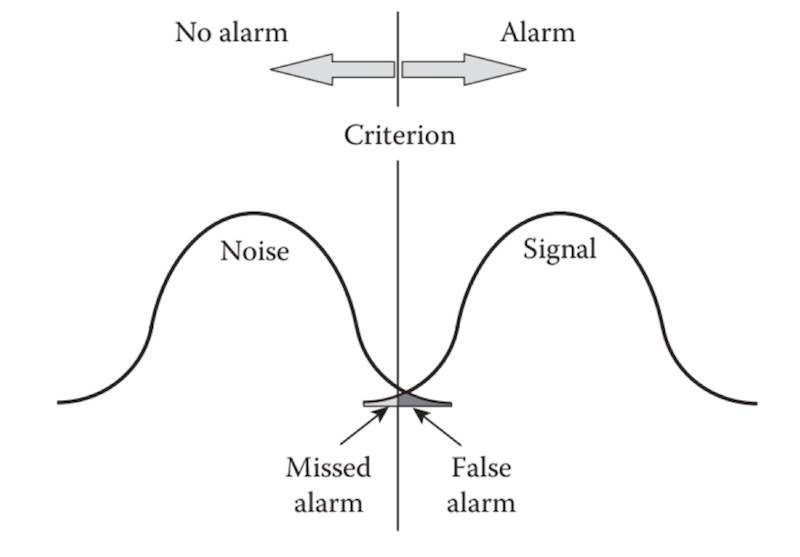 No alarm
Alarm
Criterion
Noise
Signal
Missed
alarm
False
alarm